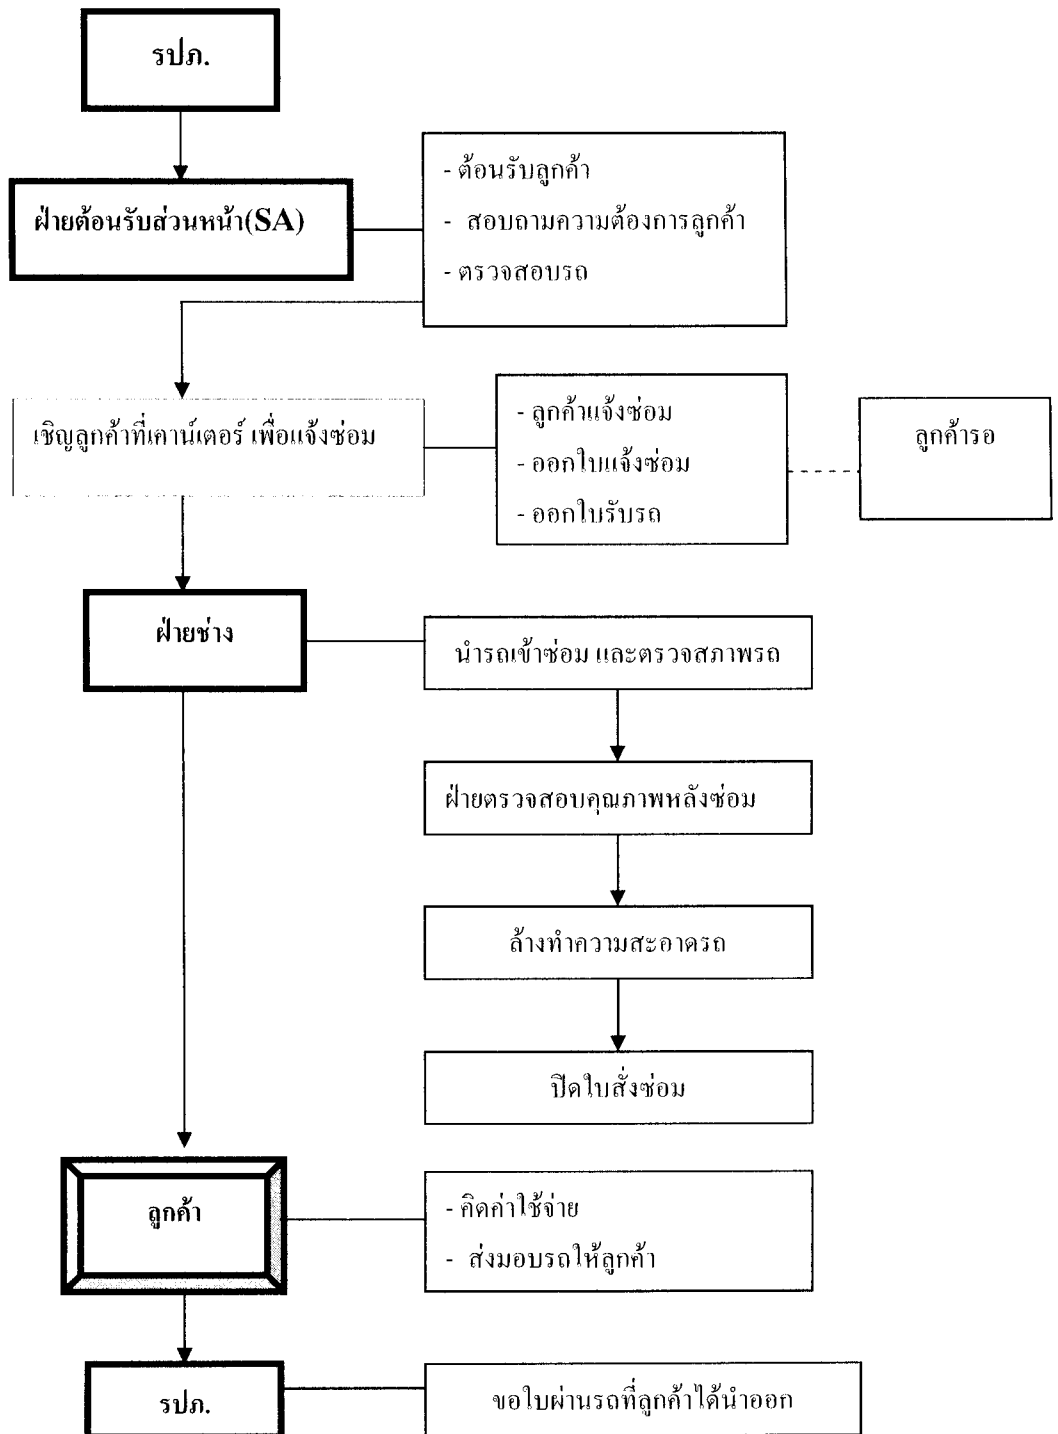 รปภ.
ฝ่ายต้อนรับส่วนหน้า(SA)
- ต้อนรับลูกค้า
- สอบถามความต้องการลูกค้า
- ตรวจสอบรถ
เชิญลูกค้าที่เคาน์เตอร์ เพื่อแจ้งซ่อม
- ลูกค้าแจ้งซ่อม
- ออกใบแจ้งซ่อม
- ออกใบรับรถ
ลูกค้ารอ
ฝ่ายช่าง
นำรถเข้าซ่อม และตรวจสภาพรถ
ฝ่ายตรวจสอบคุณภาพหลังซ่อม
ล้างทำความสะอาดรถ
ปิดใบสั่งซ่อม
ลูกค้า
- คิดค่าใช้จ่าย
- ส่งมอบรถให้ลูกค้า
รปภ.
ขอใบผ่านรถที่ลูกค้าได้นำออก